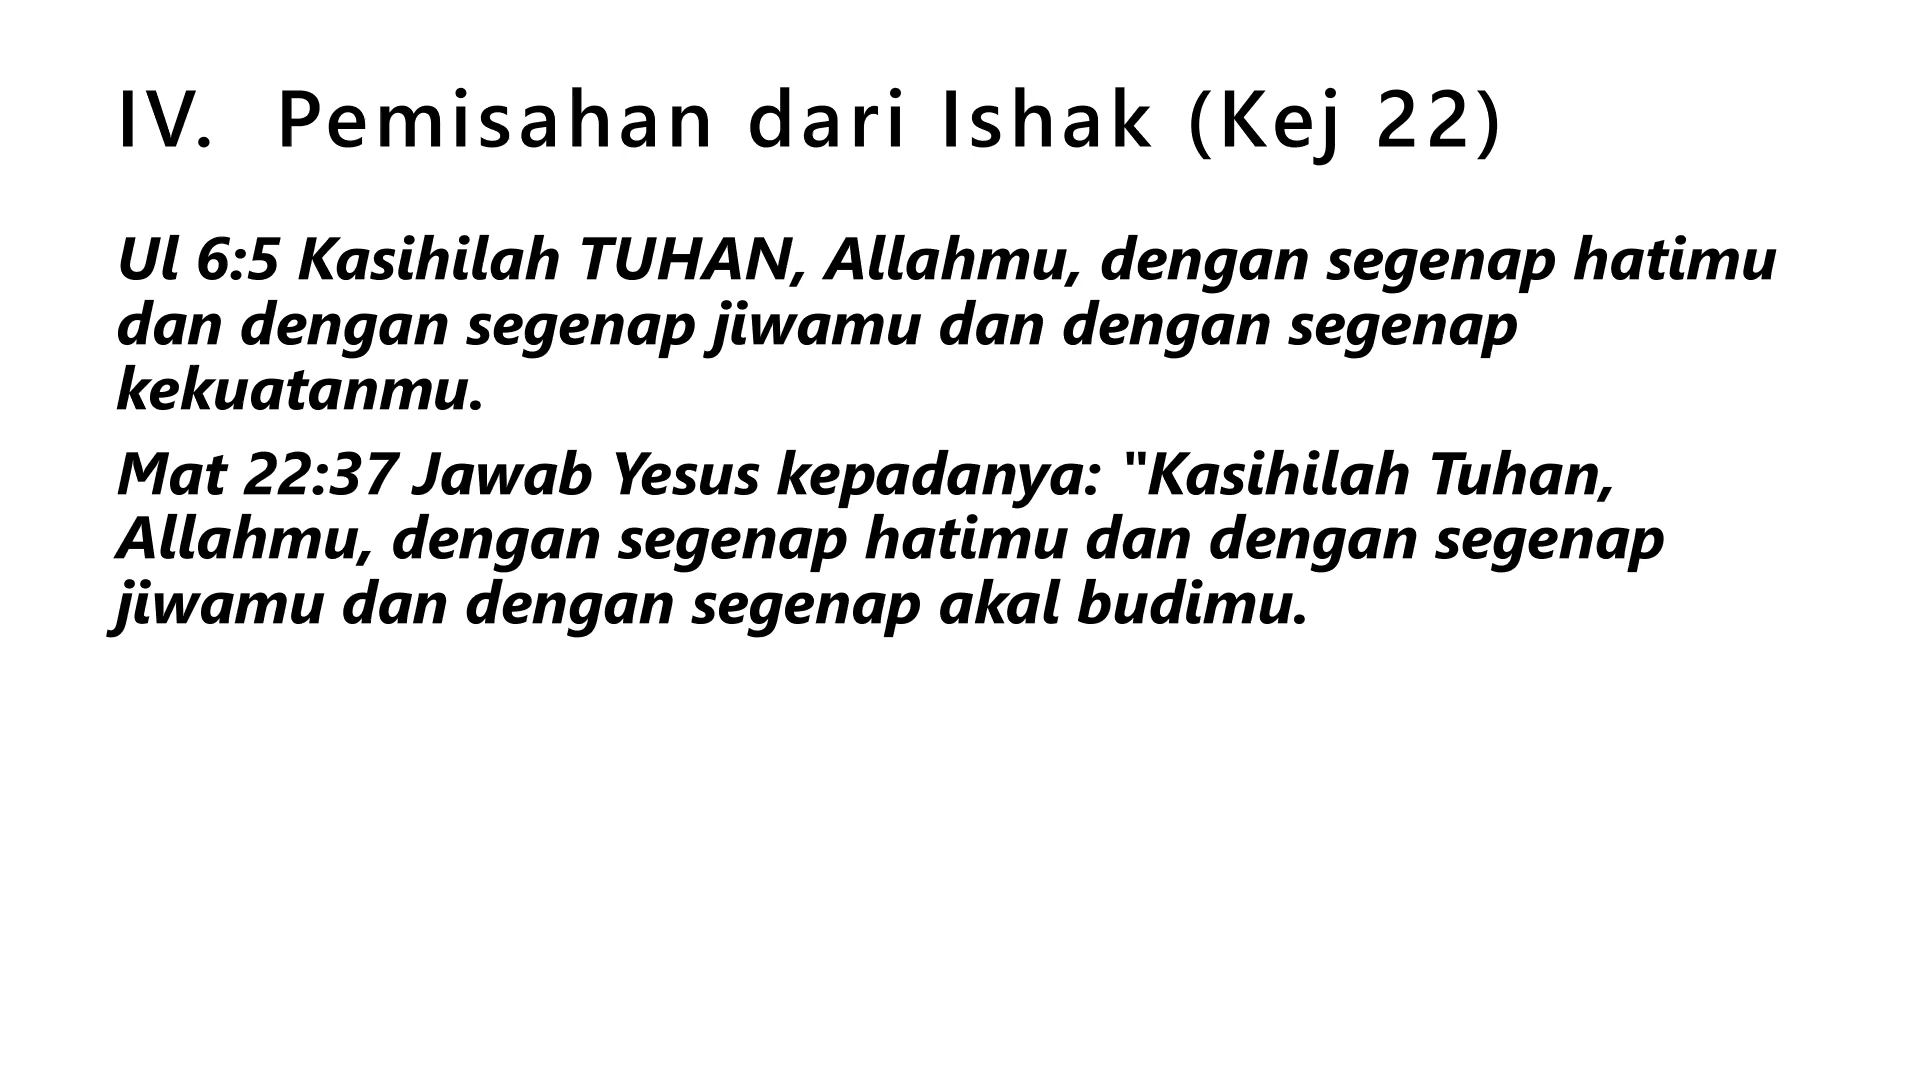 IV. Pemisahan dari Ishak (Kej 22)
Ul 6:5 Kasihilah TUHAN, Allahmu, dengan segenap hatimu
dan dengan segenap jiwamu dan dengan segenap
kekuatanmu.
Mat 22:37 Jawab Yesus kepadanya: "Kasihilah Tuhan,
Allahmu, dengan segenap hatimu dan dengan segenap
jiwamu dan dengan segenap akal budimu.